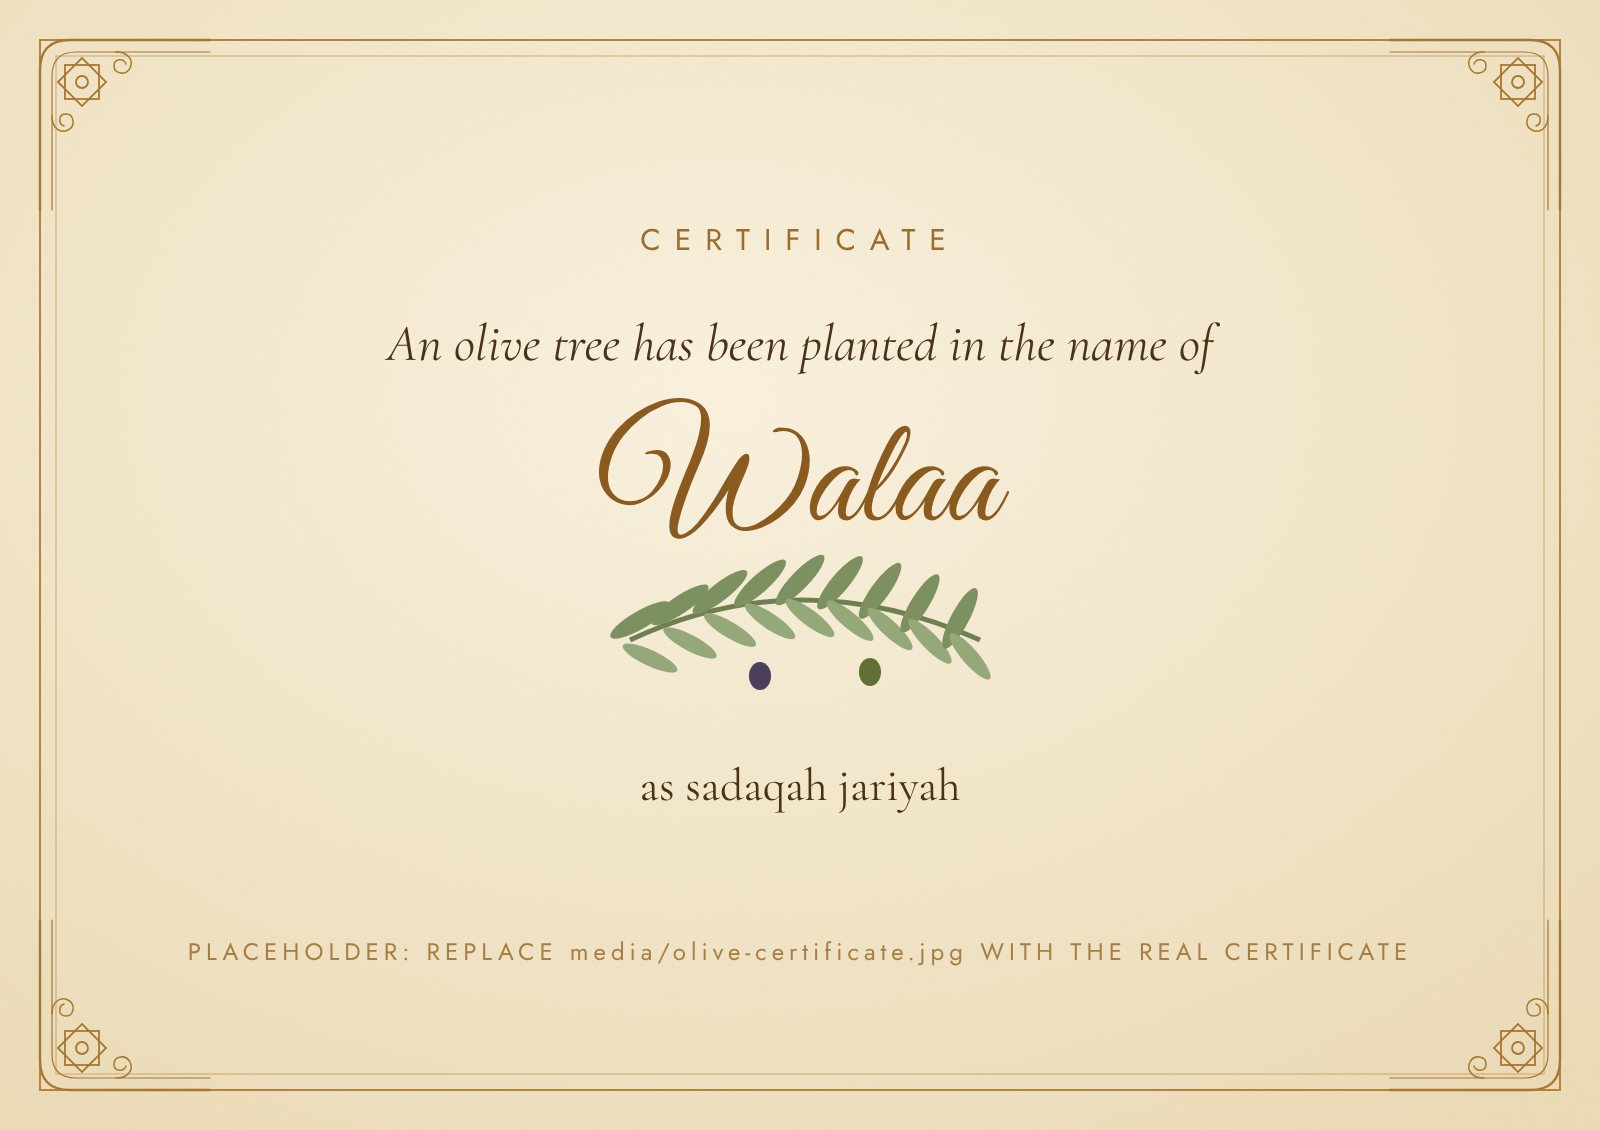 CERTIFICATE
An olive tree has been planted in the name of
Walaa
as sadaqah jariyah
PLACEHOLDER: REPLACE media/olive-certificate.jpg WITH THE REAL CERTIFICATE